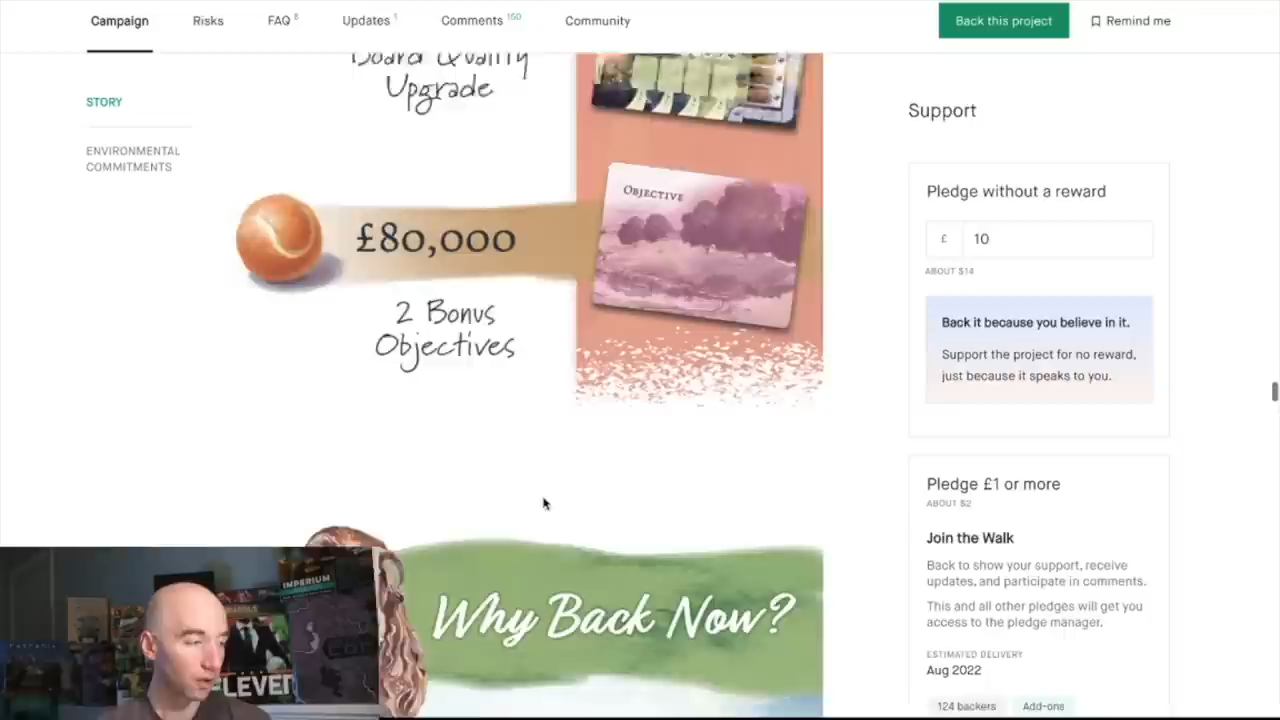 Campaign
Risks
FAQ 8
Updates 1
Comments 150
Community
Back this project
Remind me
STORY
ENVIRONMENTAL
COMMITMENTS
Board Quality
Upgrade
OBJECTIVE
£80,000
2 Bonus
Objectives
Why Back Now?
Support
Pledge without a reward
£ 10
ABOUT $14
Back it because you believe in it.
Support the project for no reward,
just because it speaks to you.
Pledge £1 or more
ABOUT $2
Join the Walk
Back to show your support, receive
updates, and participate in comments.
This and all other pledges will get you
access to the pledge manager.
ESTIMATED DELIVERY
Aug 2022
124 backers
Add-ons
IMPERIUM